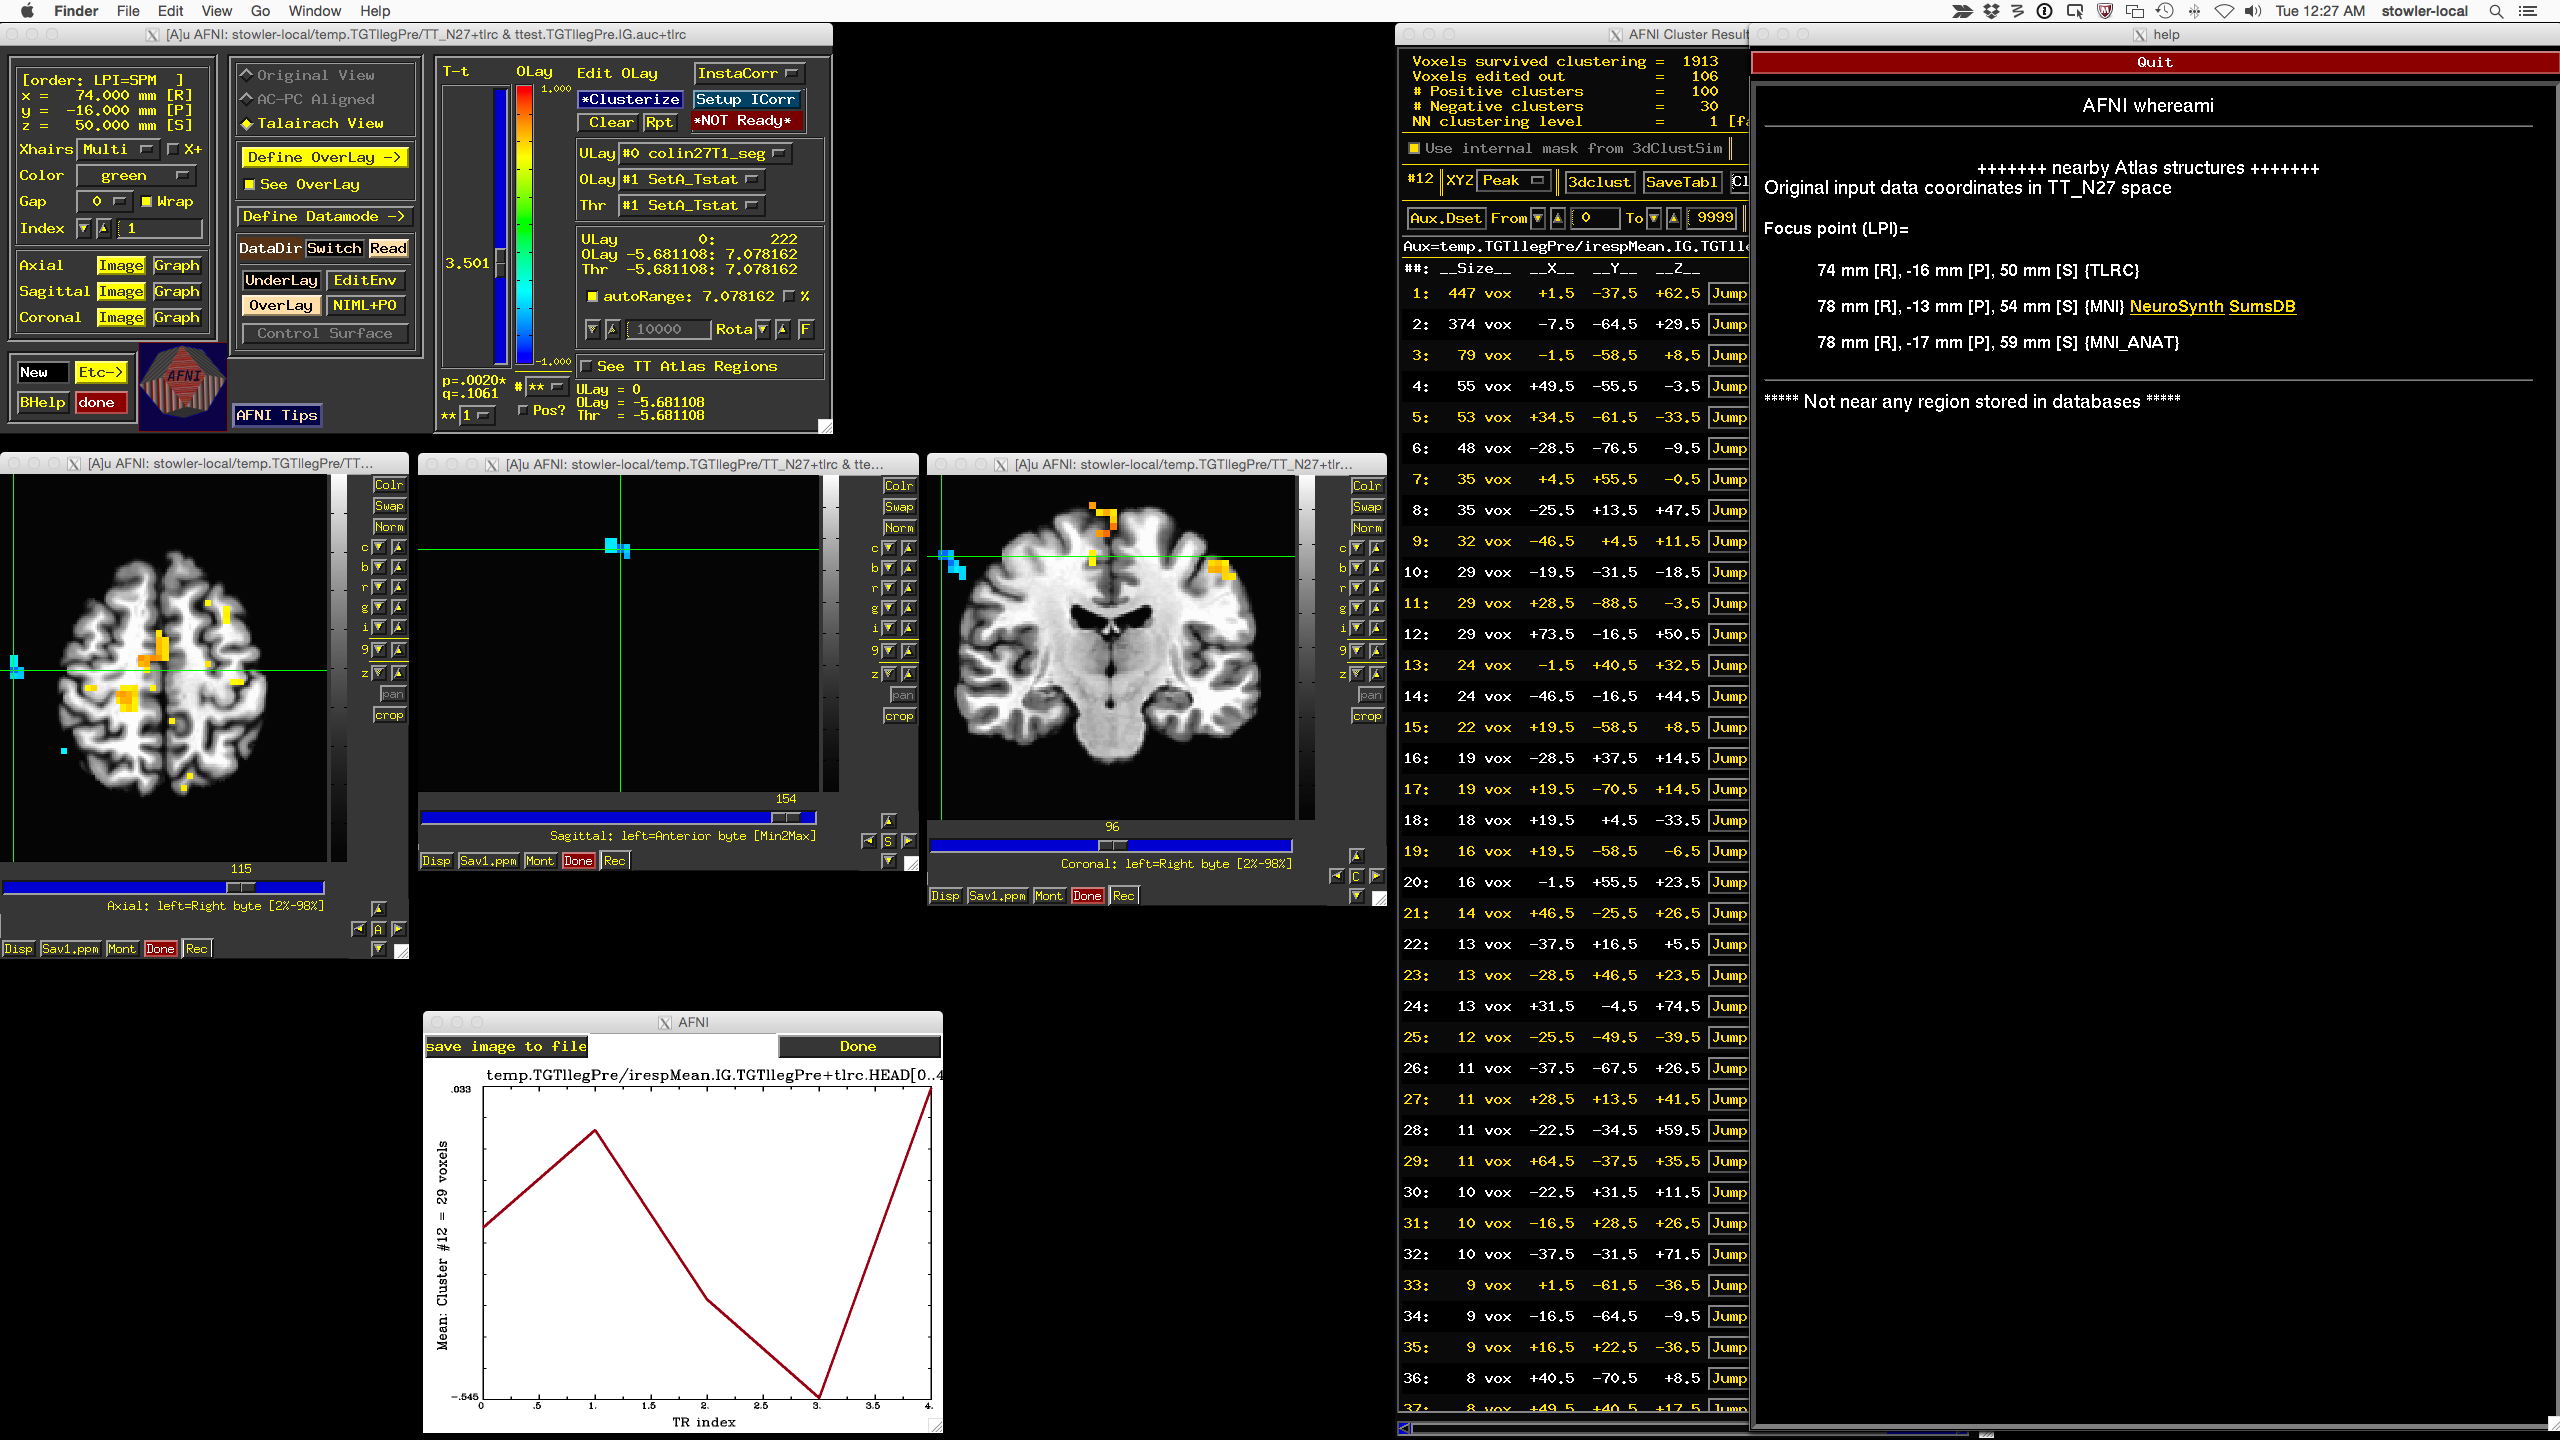 Finder File Edit View Go Window Help
Tue 12:27 AM stowler-local
[A]u AFNI: stowler-local/temp.TGTllegPre/TT_N27+tlrc & ttest.TGTllegPre.IG.auc+tlrc
[order: LPI=SPM ]
x = 74.000 mm [R]
y = -16.000 mm [P]
z = 50.000 mm [S]
Xhairs Multi X+
Color green
Gap 0 Wrap
Index 1
Axial Image Graph
Sagittal Image Graph
Coronal Image Graph
New Etc->
BHelp done
AFNI
Original View
AC-PC Aligned
Talairach View
Define OverLay ->
See OverLay
Define Datamode ->
DataDir Switch Read
UnderLay EditEnv
OverLay NIML+PO
Control Surface
AFNI Tips
T-t OLay Edit OLay InstaCorr
1.000
*Clusterize Setup ICorr
Clear Rpt *NOT Ready*
ULay #0 colin27T1_seg
OLay #1 SetA_Tstat
Thr #1 SetA_Tstat
3.501
ULay 0: 222
OLay -5.681108: 7.078162
Thr -5.681108: 7.078162
autoRange: 7.078162 %
10000 Rota F
-1.000
See TT Atlas Regions
p=.0020*
q=.1061
# **
** 1
Pos?
ULay = 0
OLay = -5.681108
Thr = -5.681108
[A]u AFNI: stowler-local/temp.TGTllegPre/TT...
Colr
Swap
Norm
c
b
r
g
i
9
z
pan
crop
115
Axial: left=Right byte [2%-98%]
A
Disp Sav1.ppm Mont Done Rec
[A]u AFNI: stowler-local/temp.TGTllegPre/TT_N27+tlrc & tte...
Colr
Swap
Norm
c
b
r
g
i
9
z
pan
crop
154
Sagittal: left=Anterior byte [Min2Max]
S
Disp Sav1.ppm Mont Done Rec
[A]u AFNI: stowler-local/temp.TGTllegPre/TT_N27+tlr...
Colr
Swap
Norm
c
b
r
g
i
9
z
pan
crop
96
Coronal: left=Right byte [2%-98%]
C
Disp Sav1.ppm Mont Done Rec
AFNI
save image to file Done
temp.TGTllegPre/irespMean.IG.TGTllegPre+tlrc.HEAD[0..4
.033
Mean: Cluster #12 = 29 voxels
-.545
0 .5 1. 1.5 2. 2.5 3. 3.5 4.
TR index
AFNI Cluster Result
Voxels survived clustering = 1913
Voxels edited out = 106
# Positive clusters = 100
# Negative clusters = 30
NN clustering level = 1 [fa
Use internal mask from 3dClustSim
#12 XYZ Peak 3dclust SaveTabl Cl
Aux.Dset From 0 To 9999
Aux=temp.TGTllegPre/irespMean.IG.TGTlle
##: __Size__ __X__ __Y__ __Z__
1: 447 vox +1.5 -37.5 +62.5 Jump
2: 374 vox -7.5 -64.5 +29.5 Jump
3: 79 vox -1.5 -58.5 +8.5 Jump
4: 55 vox +49.5 -55.5 -3.5 Jump
5: 53 vox +34.5 -61.5 -33.5 Jump
6: 48 vox -28.5 -76.5 -9.5 Jump
7: 35 vox +4.5 +55.5 -0.5 Jump
8: 35 vox -25.5 +13.5 +47.5 Jump
9: 32 vox -46.5 +4.5 +11.5 Jump
10: 29 vox -19.5 -31.5 -18.5 Jump
11: 29 vox +28.5 -88.5 -3.5 Jump
12: 29 vox +73.5 -16.5 +50.5 Jump
13: 24 vox -1.5 +40.5 +32.5 Jump
14: 24 vox -46.5 -16.5 +44.5 Jump
15: 22 vox +19.5 -58.5 +8.5 Jump
16: 19 vox -28.5 +37.5 +14.5 Jump
17: 19 vox +19.5 -70.5 +14.5 Jump
18: 18 vox +19.5 +4.5 -33.5 Jump
19: 16 vox +19.5 -58.5 -6.5 Jump
20: 16 vox -1.5 +55.5 +23.5 Jump
21: 14 vox +46.5 -25.5 +26.5 Jump
22: 13 vox -37.5 +16.5 +5.5 Jump
23: 13 vox -28.5 +46.5 +23.5 Jump
24: 13 vox +31.5 -4.5 +74.5 Jump
25: 12 vox -25.5 -49.5 -39.5 Jump
26: 11 vox -37.5 -67.5 +26.5 Jump
27: 11 vox +28.5 +13.5 +41.5 Jump
28: 11 vox -22.5 -34.5 +59.5 Jump
29: 11 vox +64.5 -37.5 +35.5 Jump
30: 10 vox -22.5 +31.5 +11.5 Jump
31: 10 vox -16.5 +28.5 +26.5 Jump
32: 10 vox -37.5 -31.5 +71.5 Jump
33: 9 vox +1.5 -61.5 -36.5 Jump
34: 9 vox -16.5 -64.5 -9.5 Jump
35: 9 vox +16.5 +22.5 -36.5 Jump
36: 8 vox +40.5 -70.5 +8.5 Jump
37: 8 vox +49.5 +40.5 +17.5 Jump
help
Quit
AFNI whereami
+++++++ nearby Atlas structures +++++++
Original input data coordinates in TT_N27 space
Focus point (LPI)=
74 mm [R], -16 mm [P], 50 mm [S] {TLRC}
78 mm [R], -13 mm [P], 54 mm [S] {MNI} NeuroSynth SumsDB
78 mm [R], -17 mm [P], 59 mm [S] {MNI_ANAT}
***** Not near any region stored in databases *****